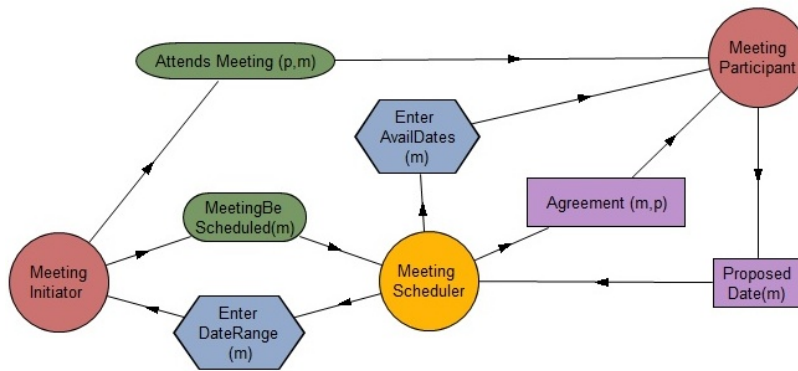 Attends Meeting (p,m)
Meeting
Participant
Enter
AvailDates
(m)
Agreement (m,p)
MeetingBe
Scheduled(m)
Meeting
Initiator
Meeting
Scheduler
Proposed
Date(m)
Enter
DateRange
(m)